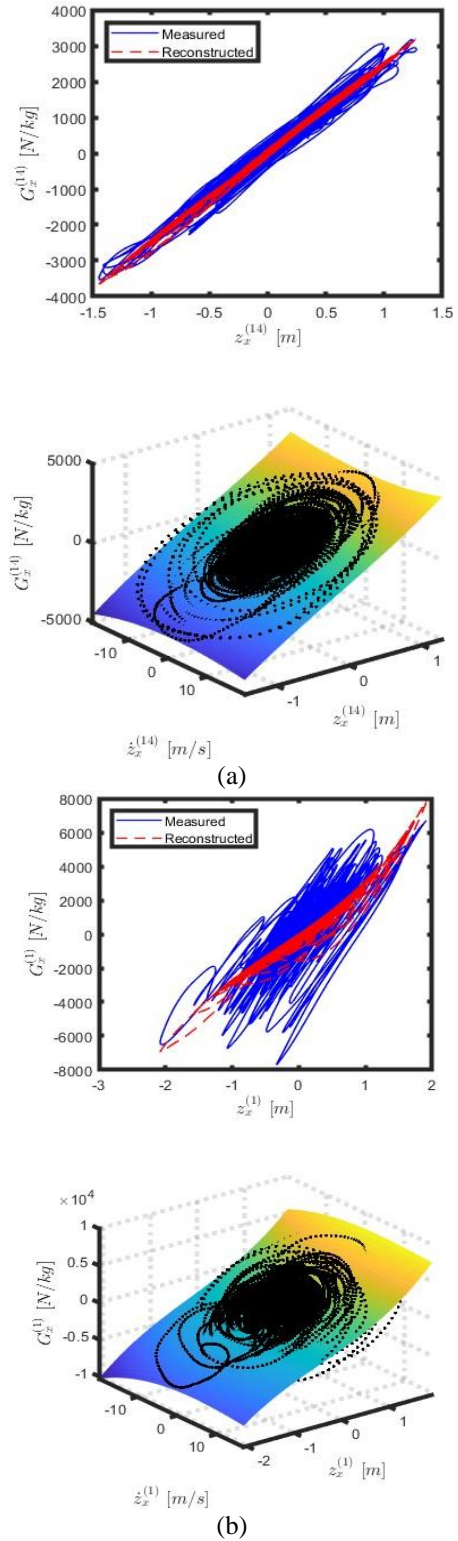 4000
3000
2000
1000
0
-1000
-2000
-3000
-4000
G_x^{(14)} [N/kg]
Measured
Reconstructed
-1.5 -1 -0.5 0 0.5 1 1.5
z_x^{(14)} [m]
5000
0
-5000
G_x^{(14)} [N/kg]
-10 0 10
-1 0 1
ż_x^{(14)} [m/s]
z_x^{(14)} [m]
(a)
8000
6000
4000
2000
0
-2000
-4000
-6000
-8000
G_x^{(1)} [N/kg]
Measured
Reconstructed
-3 -2 -1 0 1 2
z_x^{(1)} [m]
×10^4
1
0.5
0
-0.5
-1
G_x^{(1)} [N/kg]
-10 0 10
-2 -1 0 1
ż_x^{(1)} [m/s]
z_x^{(1)} [m]
(b)